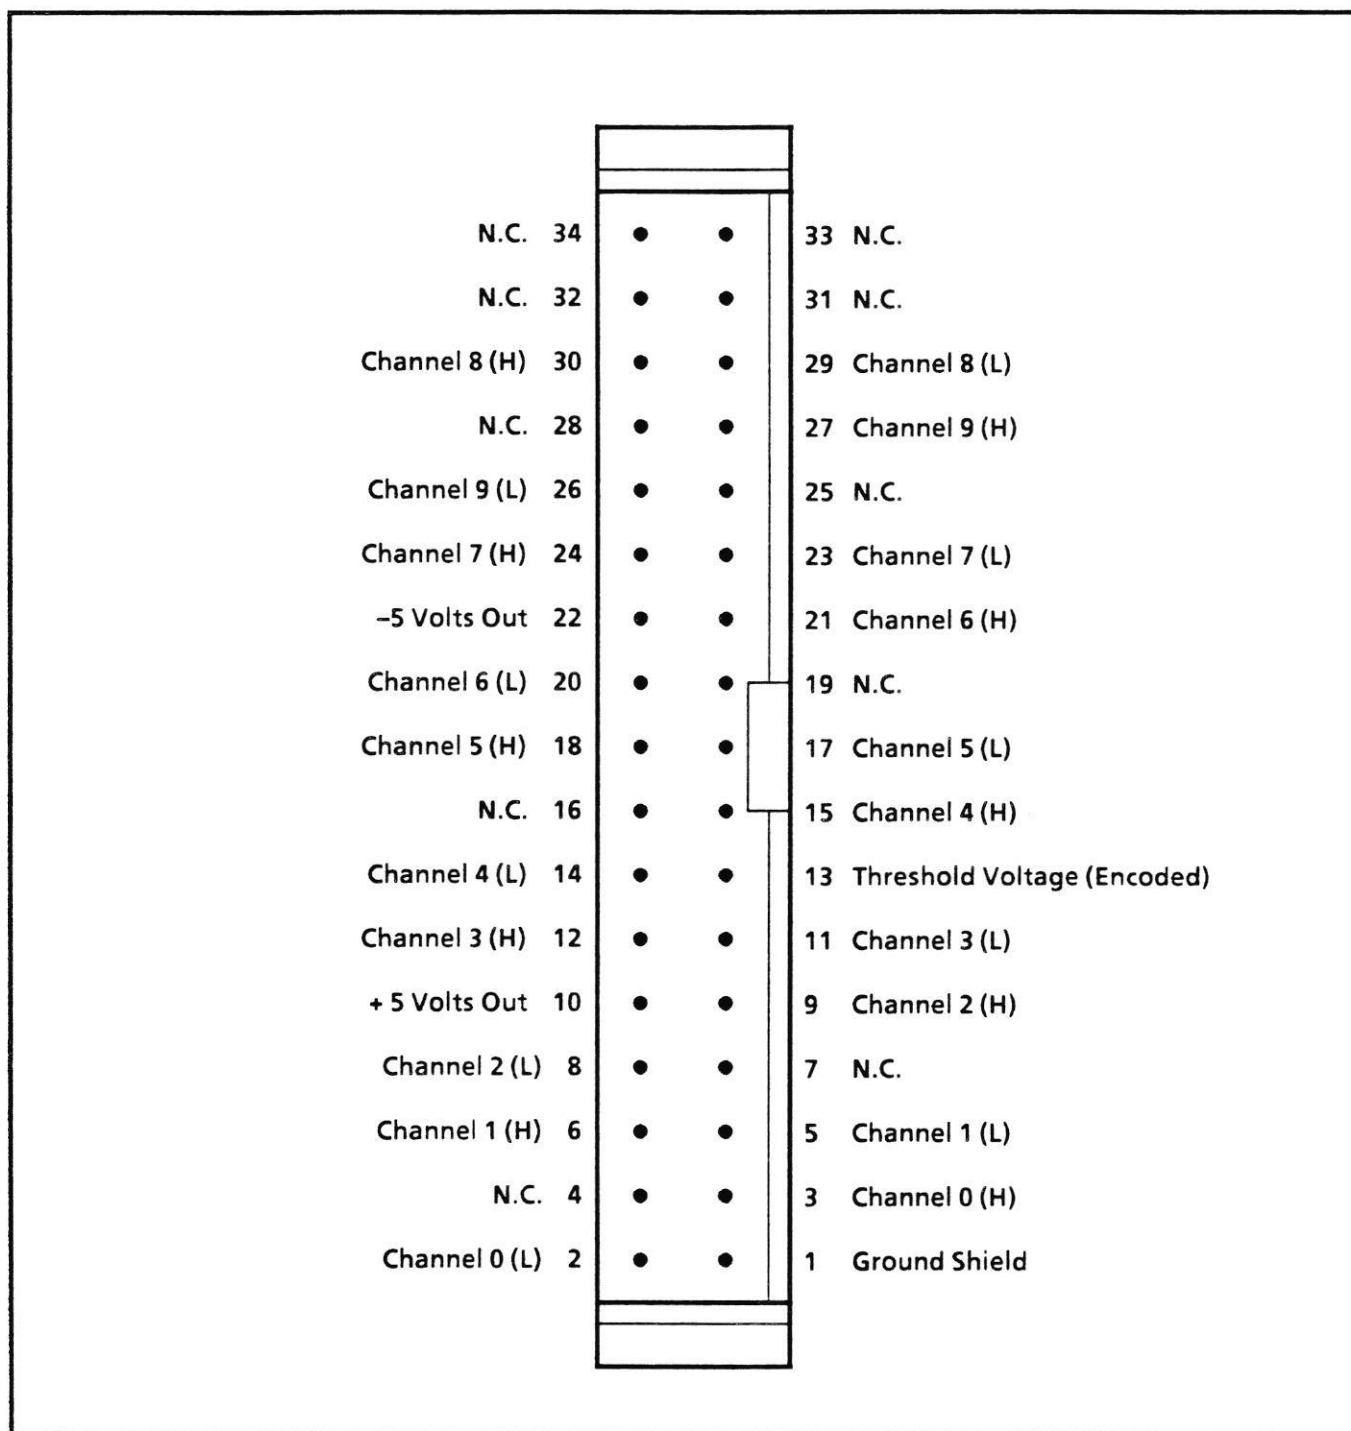 N.C. 34 33 N.C.
N.C. 32 31 N.C.
Channel 8 (H) 30 29 Channel 8 (L)
N.C. 28 27 Channel 9 (H)
Channel 9 (L) 26 25 N.C.
Channel 7 (H) 24 23 Channel 7 (L)
–5 Volts Out 22 21 Channel 6 (H)
Channel 6 (L) 20 19 N.C.
Channel 5 (H) 18 17 Channel 5 (L)
N.C. 16 15 Channel 4 (H)
Channel 4 (L) 14 13 Threshold Voltage (Encoded)
Channel 3 (H) 12 11 Channel 3 (L)
+ 5 Volts Out 10 9 Channel 2 (H)
Channel 2 (L) 8 7 N.C.
Channel 1 (H) 6 5 Channel 1 (L)
N.C. 4 3 Channel 0 (H)
Channel 0 (L) 2 1 Ground Shield